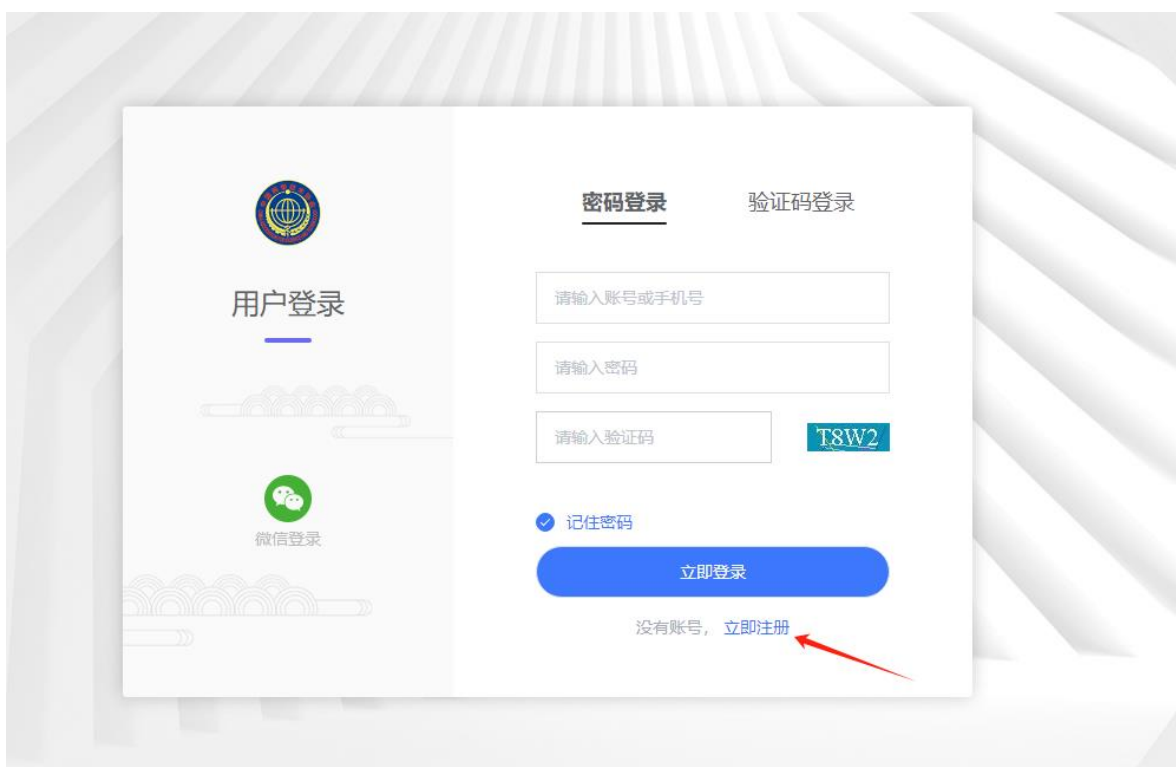 用户登录
微信登录
密码登录 验证码登录
请输入账号或手机号
请输入密码
请输入验证码 T8W2
记住密码
立即登录
没有账号，立即注册